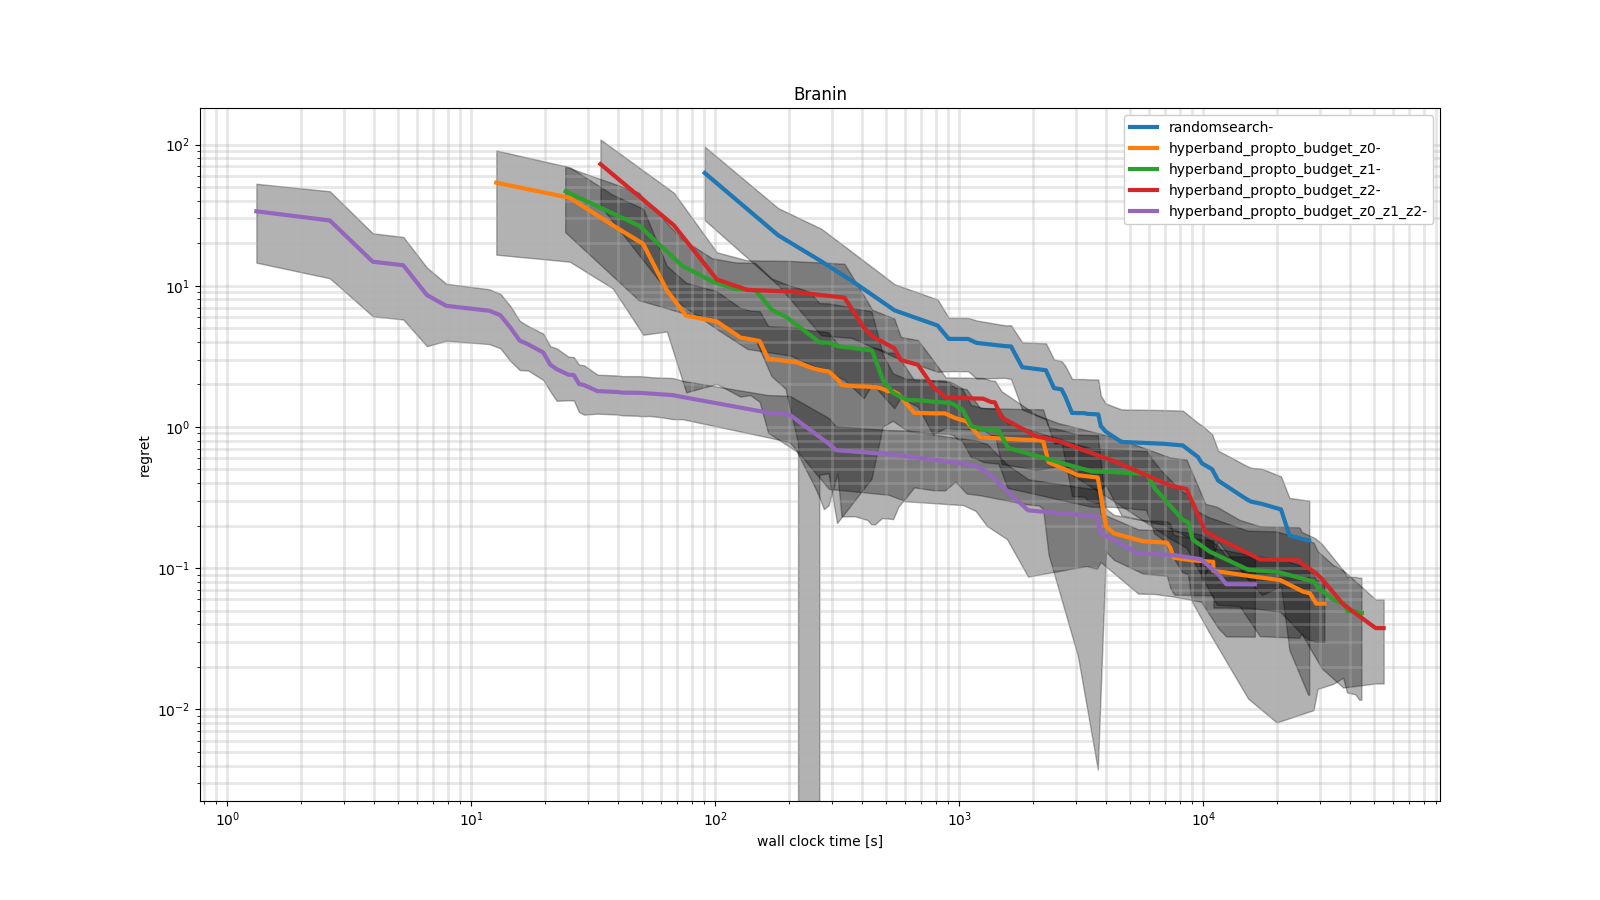 Branin
randomsearch-
hyperband_propto_budget_z0-
hyperband_propto_budget_z1-
hyperband_propto_budget_z2-
hyperband_propto_budget_z0_z1_z2-
10²
10¹
10⁰
10⁻¹
10⁻²
regret
10⁰ 10¹ 10² 10³ 10⁴
wall clock time [s]